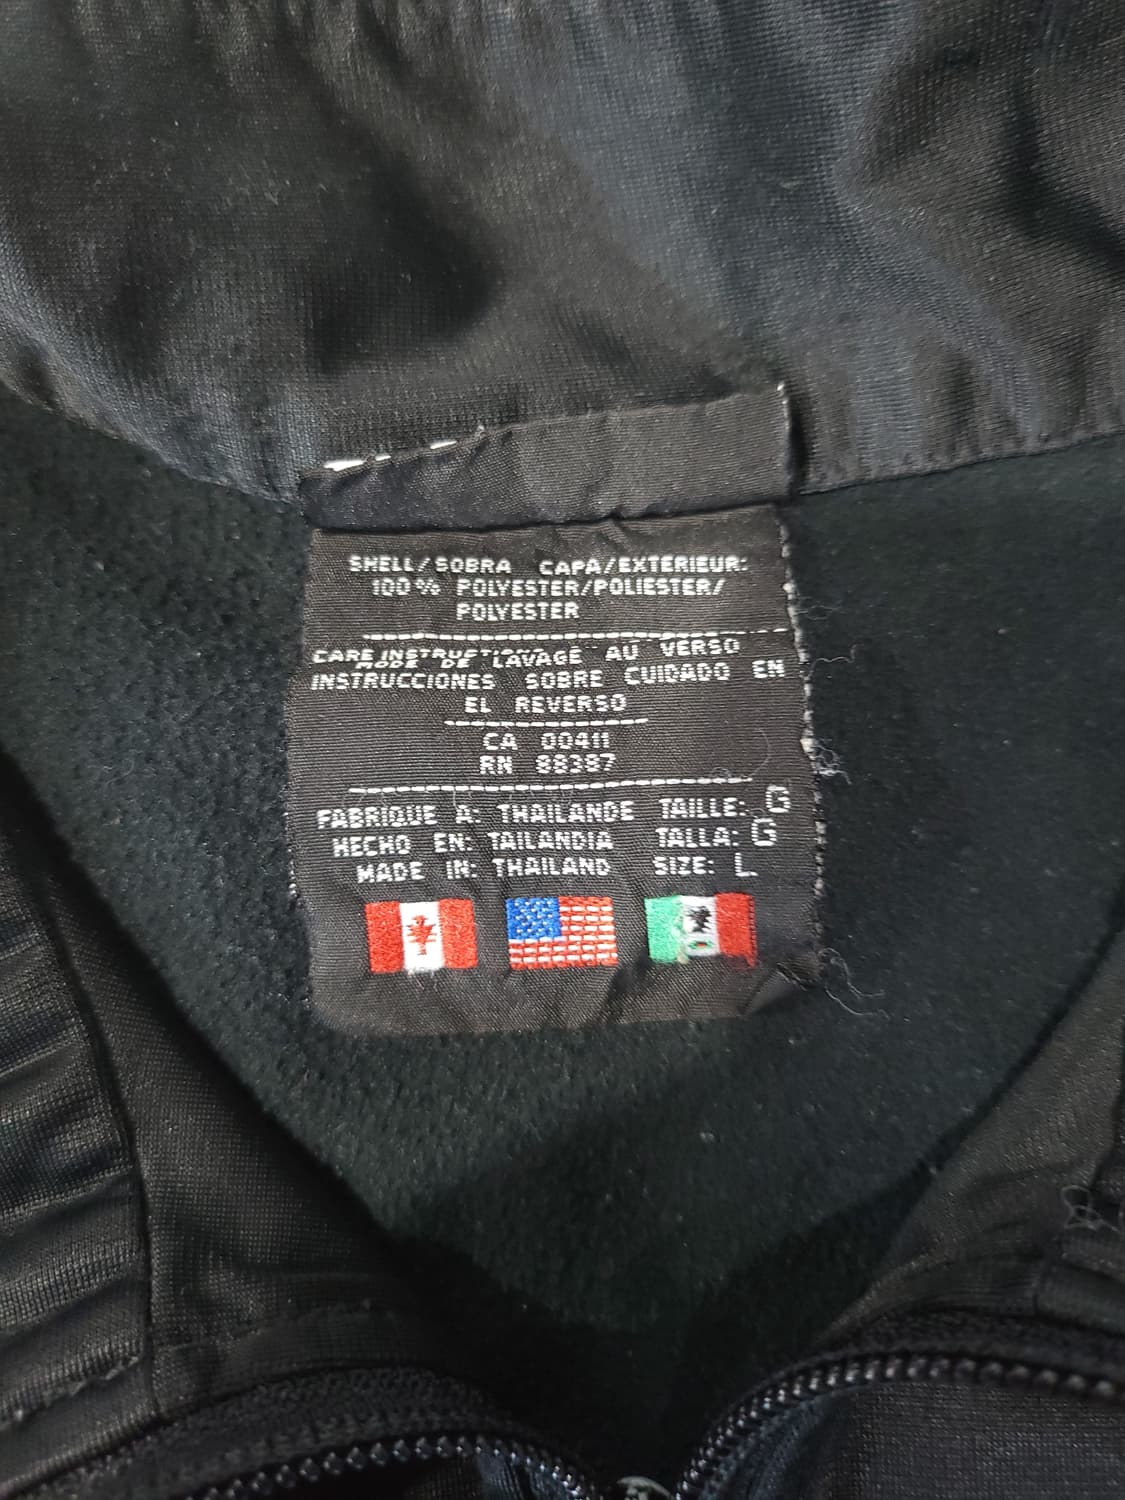 SHELL/SOBRA CAPA/EXTERIEUR:
100% POLYESTER/POLIESTER/
POLYESTER
CARE INSTRUCTIONS
MODE DE LAVAGE AU VERSO
INSTRUCCIONES SOBRE CUIDADO EN
EL REVERSO
CA 00411
RN 88387
FABRIQUE A: THAILANDE TAILLE: G
HECHO EN: TAILANDIA TALLA: G
MADE IN: THAILAND SIZE: L